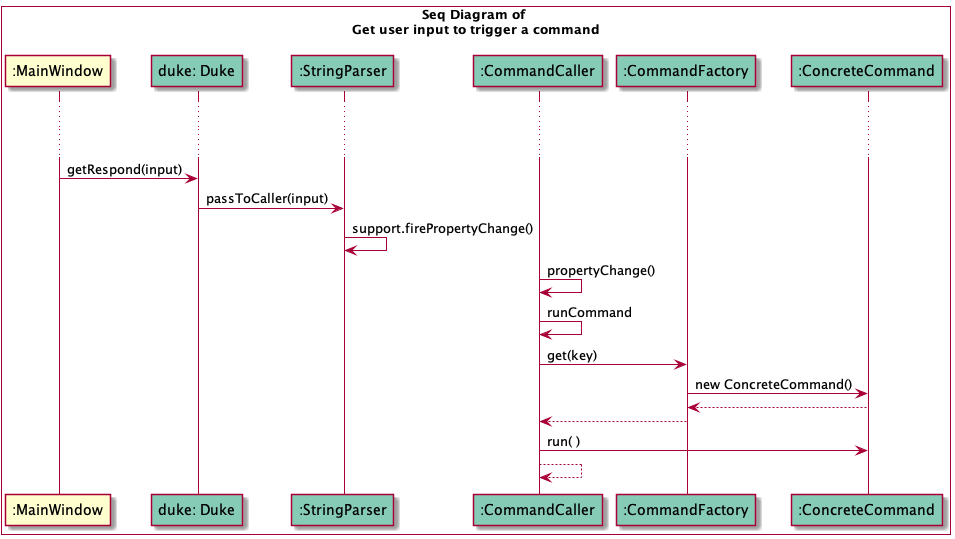 Seq Diagram of
Get user input to trigger a command
:MainWindow
duke: Duke
:StringParser
:CommandCaller
:CommandFactory
:ConcreteCommand
getRespond(input)
passToCaller(input)
support.firePropertyChange()
propertyChange()
runCommand
get(key)
new ConcreteCommand()
run( )
:MainWindow
duke: Duke
:StringParser
:CommandCaller
:CommandFactory
:ConcreteCommand